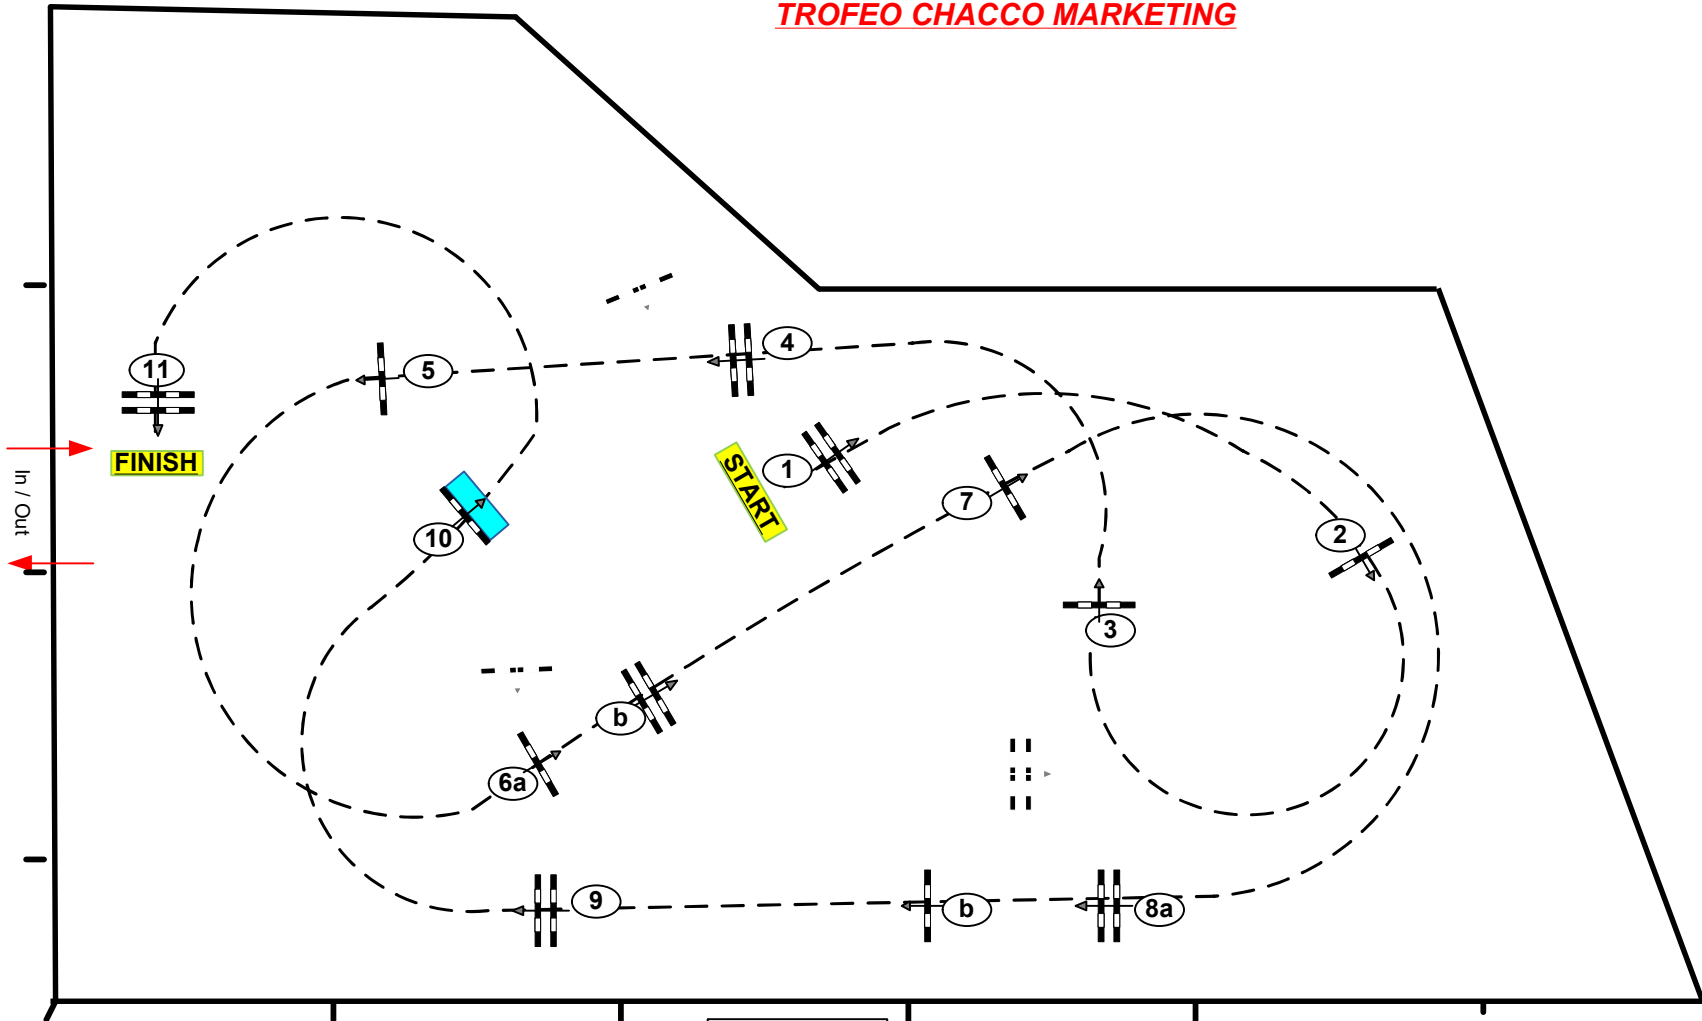 TROFEO CHACCO MARKETING
4
11
5
FINISH
START
1
7
2
10
In / Out
3
b
6a
9
b
8a